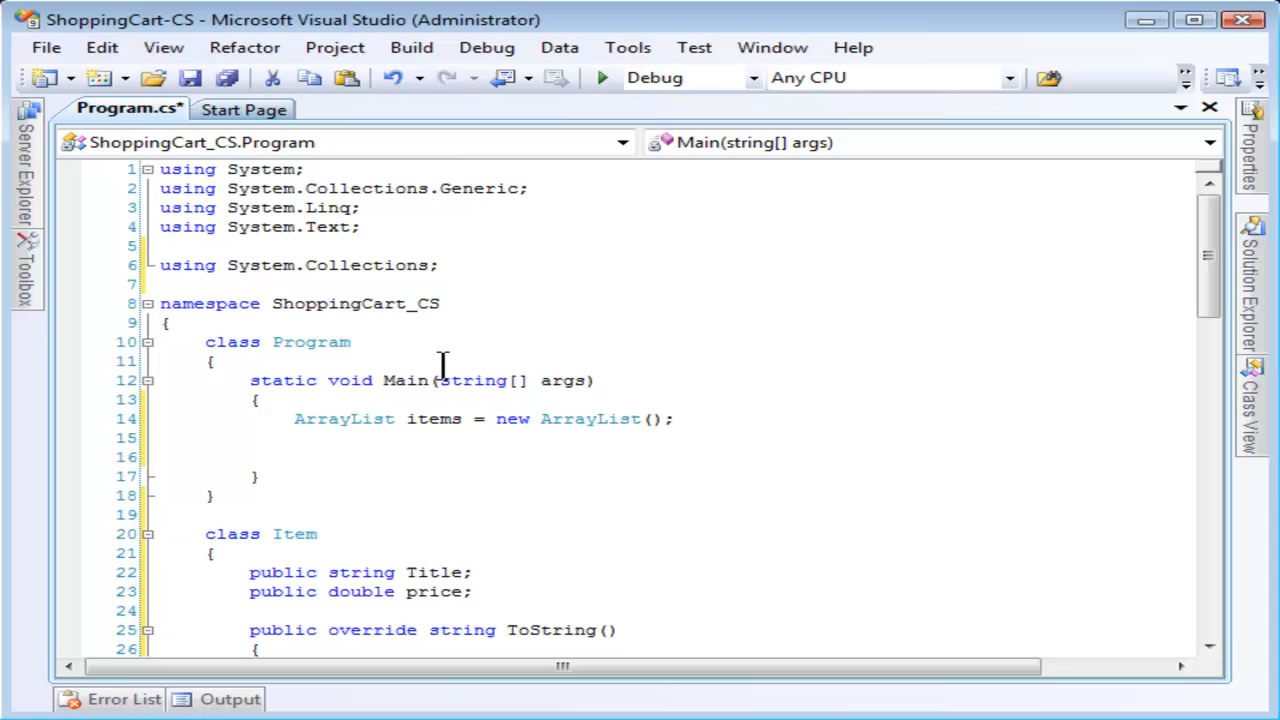 ShoppingCart-CS - Microsoft Visual Studio (Administrator)
File Edit View Refactor Project Build Debug Data Tools Test Window Help
Debug Any CPU
Program.cs* Start Page
ShoppingCart_CS.Program Main(string[] args)
Server Explorer
Toolbox
1 using System;
2 using System.Collections.Generic;
3 using System.Linq;
4 using System.Text;
5
6 using System.Collections;
7
8 namespace ShoppingCart_CS
9 {
10 class Program
11 {
12 static void Main(string[] args)
13 {
14 ArrayList items = new ArrayList();
15
16
17 }
18 }
19
20 class Item
21 {
22 public string Title;
23 public double price;
24
25 public override string ToString()
26 {
Properties
Solution Explorer
Class View
Error List Output